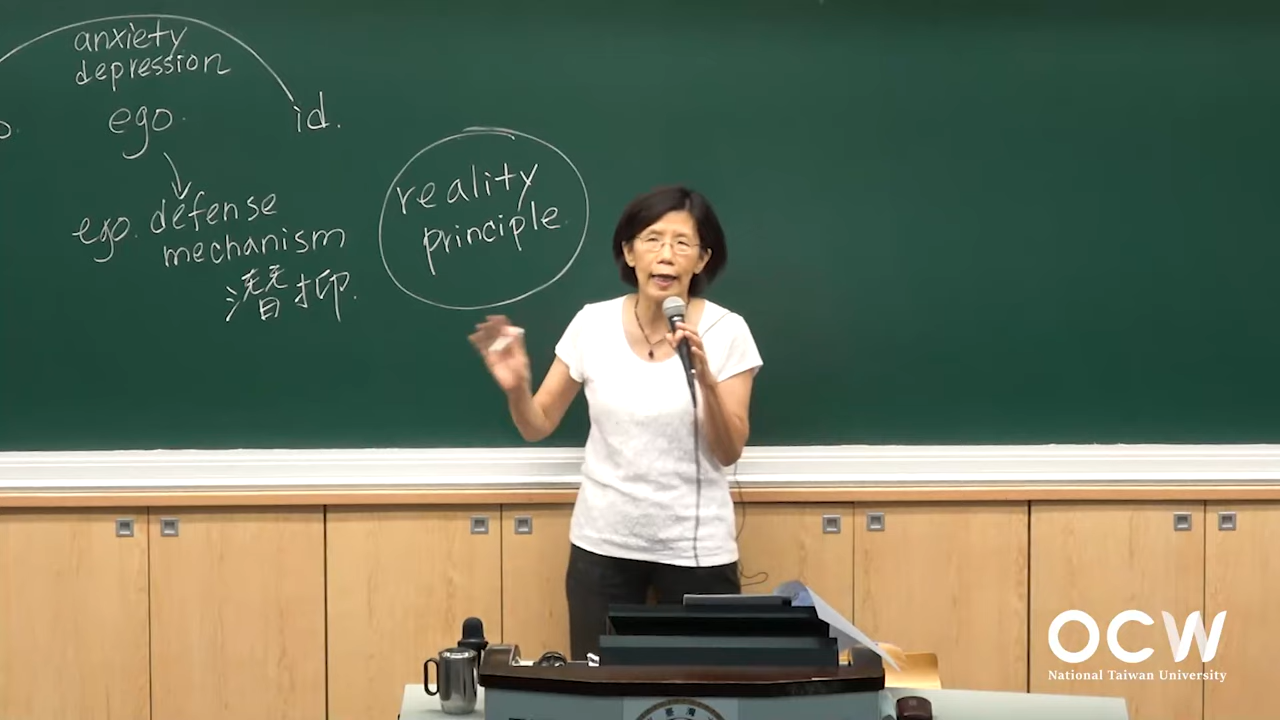 anxiety
depression
ego.
id.
ego. defense
mechanism
潛抑.
reality
principle.
OCW
National Taiwan University